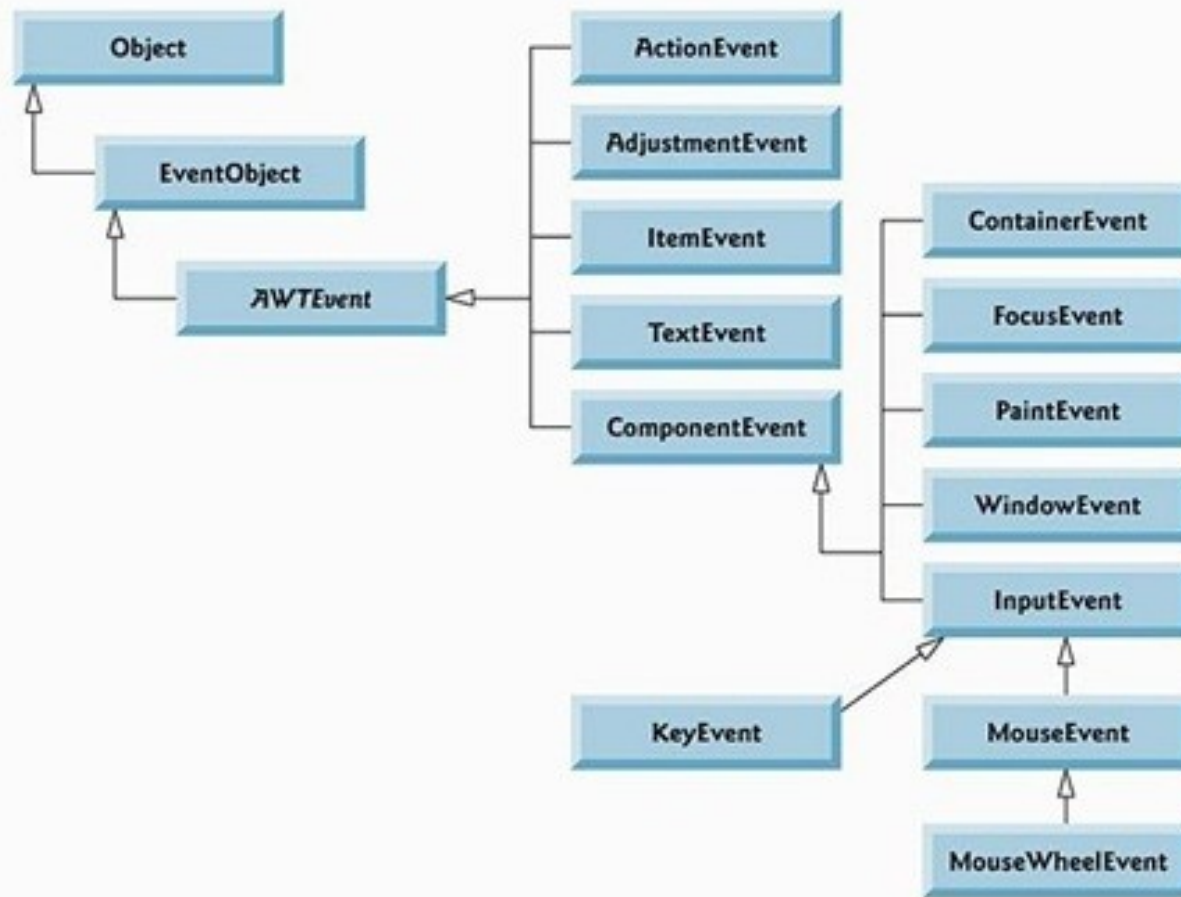 Object
EventObject
AWTEvent
ActionEvent
AdjustmentEvent
ItemEvent
TextEvent
ComponentEvent
ContainerEvent
FocusEvent
PaintEvent
WindowEvent
InputEvent
KeyEvent
MouseEvent
MouseWheelEvent